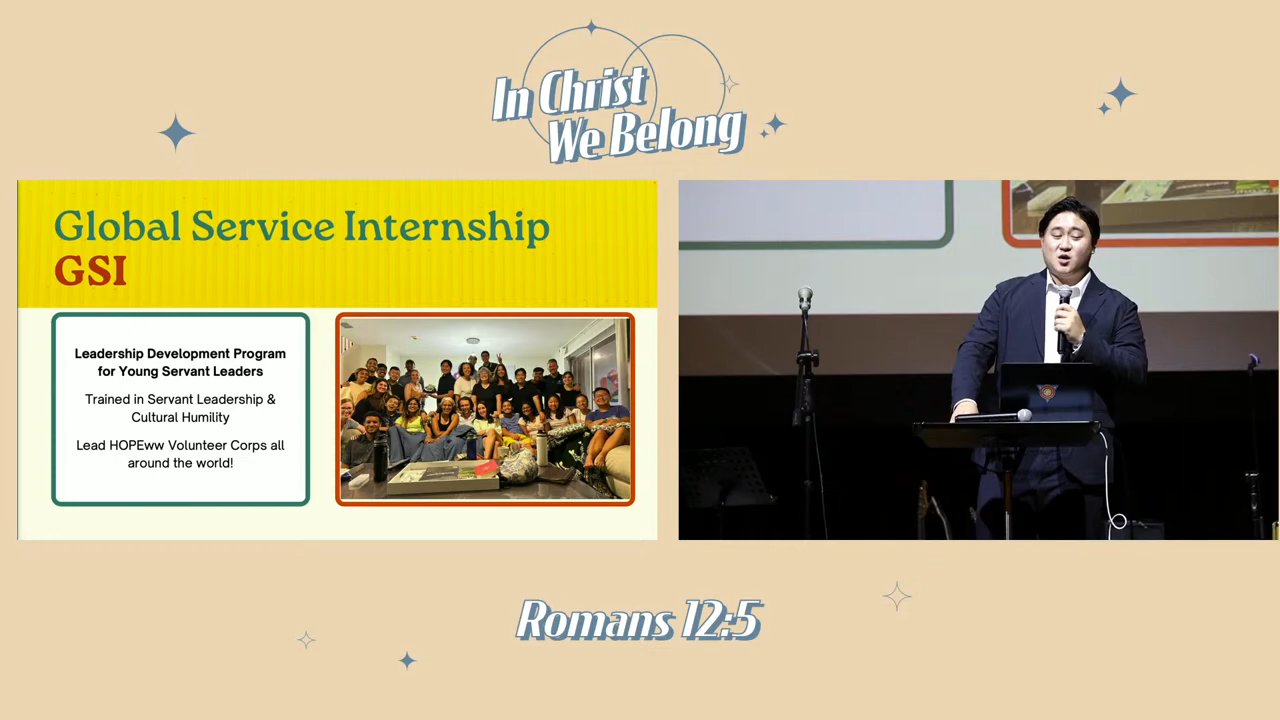 In Christ
We Belong
Global Service Internship
GSI
Leadership Development Program
for Young Servant Leaders
Trained in Servant Leadership &
Cultural Humility
Lead HOPEww Volunteer Corps all
around the world!
Romans 12:5